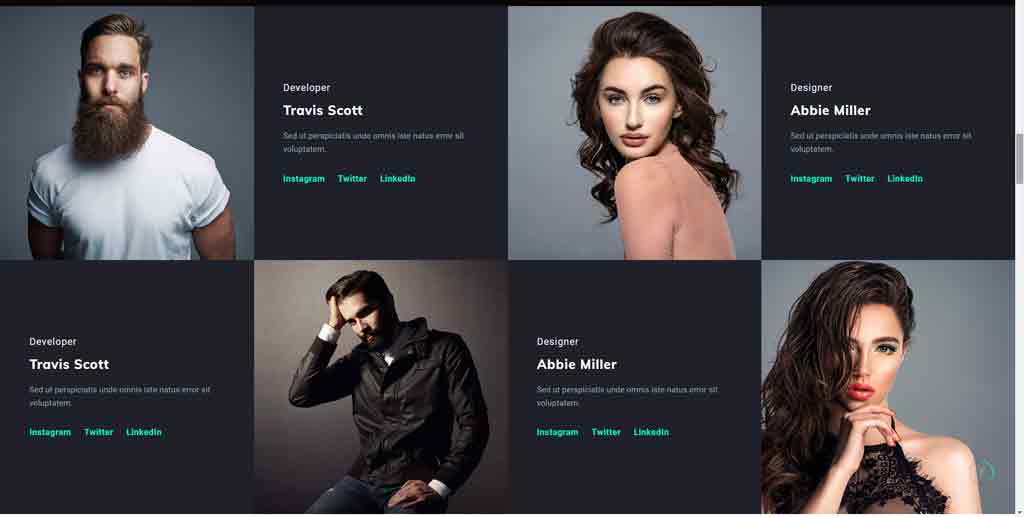 Developer
Travis Scott
Sed ut perspiciatis unde omnis iste natus error sit
voluptatem.
Instagram Twitter LinkedIn
Designer
Abbie Miller
Sed ut perspiciatis unde omnis iste natus error sit
voluptatem.
Instagram Twitter LinkedIn
Developer
Travis Scott
Sed ut perspiciatis unde omnis iste natus error sit
voluptatem.
Instagram Twitter LinkedIn
Designer
Abbie Miller
Sed ut perspiciatis unde omnis iste natus error sit
voluptatem.
Instagram Twitter LinkedIn